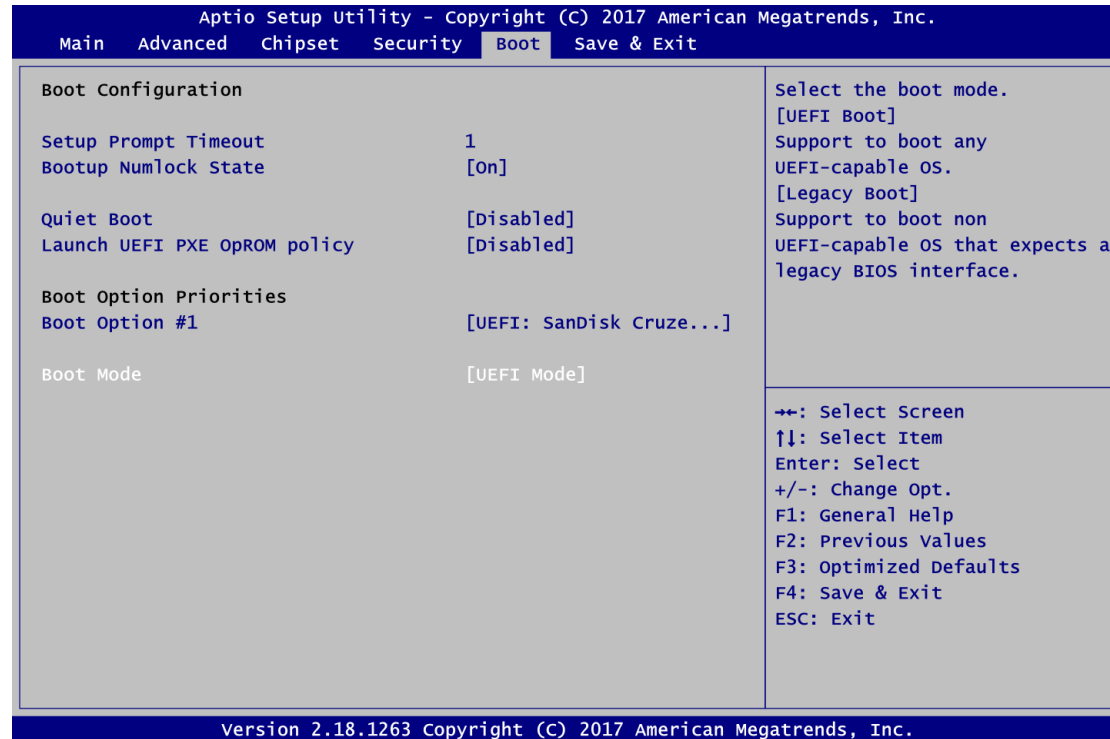 Aptio Setup Utility - Copyright (C) 2017 American Megatrends, Inc.
Main Advanced Chipset Security Boot Save & Exit
Boot Configuration
Setup Prompt Timeout 1
Bootup Numlock State [On]
Quiet Boot [Disabled]
Launch UEFI PXE OpROM policy [Disabled]
Boot Option Priorities
Boot Option #1 [UEFI: SanDisk Cruze...]
Boot Mode [UEFI Mode]
Select the boot mode.
[UEFI Boot]
Support to boot any
UEFI-capable OS.
[Legacy Boot]
Support to boot non
UEFI-capable OS that expects a
legacy BIOS interface.
→←: Select Screen
↑↓: Select Item
Enter: Select
+/-: Change Opt.
F1: General Help
F2: Previous Values
F3: Optimized Defaults
F4: Save & Exit
ESC: Exit
Version 2.18.1263 Copyright (C) 2017 American Megatrends, Inc.